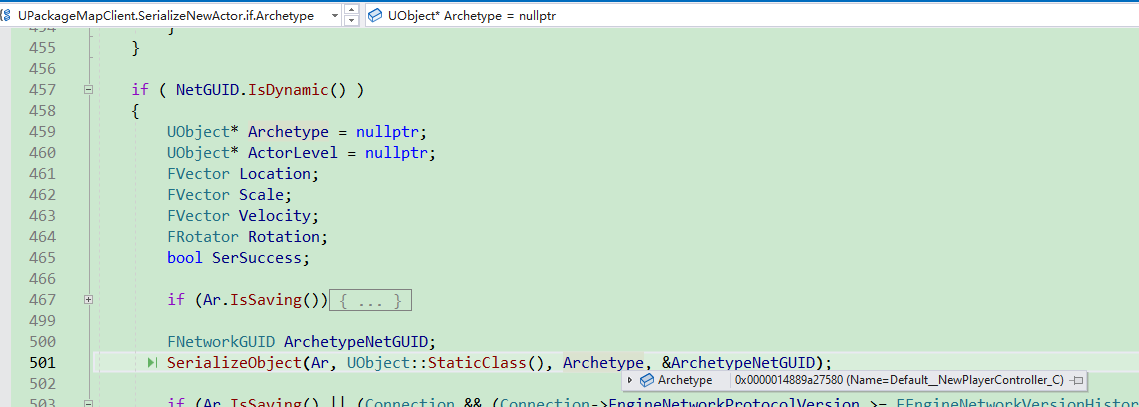 UPackageMapClient.SerializeNewActor.if.Archetype UObject* Archetype = nullptr
454 }
455 }
456
457 if ( NetGUID.IsDynamic() )
458 {
459 UObject* Archetype = nullptr;
460 UObject* ActorLevel = nullptr;
461 FVector Location;
462 FVector Scale;
463 FVector Velocity;
464 FRotator Rotation;
465 bool SerSuccess;
466
467 if (Ar.IsSaving()){ ... }
499
500 FNetworkGUID ArchetypeNetGUID;
501 SerializeObject(Ar, UObject::StaticClass(), Archetype, &ArchetypeNetGUID);
Archetype 0x0000014889a27580 (Name=Default__NewPlayerController_C)
502
503 if (Ar.IsSaving() || (Connection && (Connection->EngineNetworkProtocolVersion >= FEngineNetworkVersionHistor